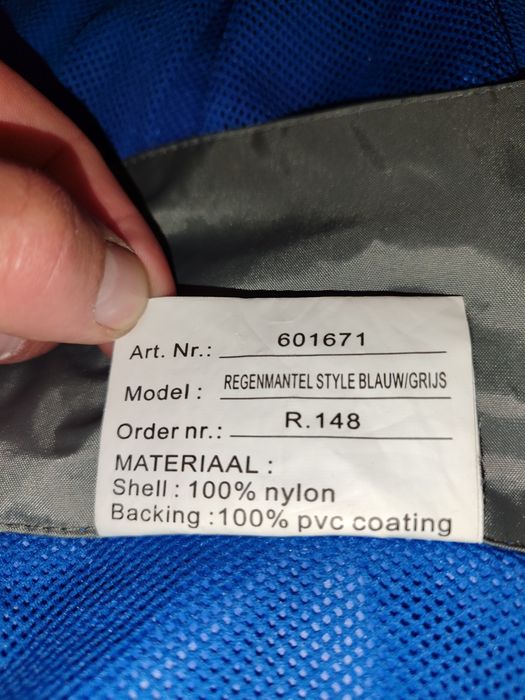 Art. Nr.: 601671
Model : REGENMANTEL STYLE BLAUW/GRIJS
Order nr.: R.148
MATERIAAL :
Shell : 100% nylon
Backing :100% pvc coating